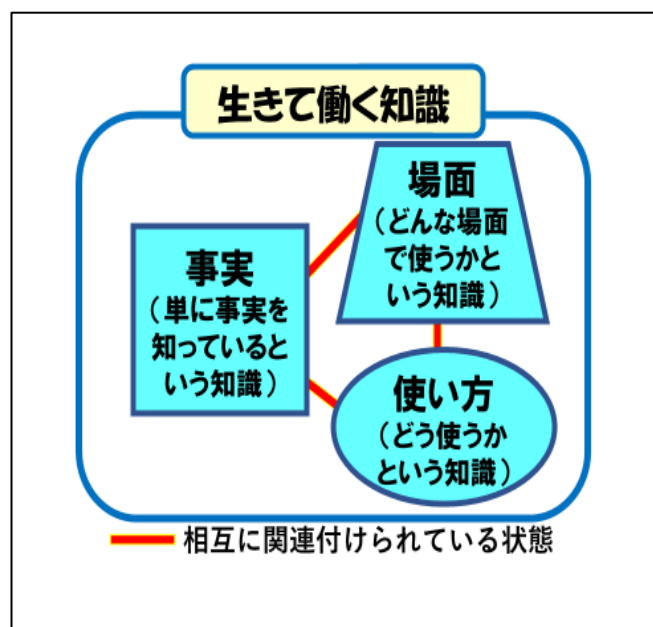 生きて働く知識
場面
（どんな場面
で使うかと
いう知識）
事実
（単に事実を
知っていると
いう知識）
使い方
（どう使うか
という知識）
相互に関連付けられている状態